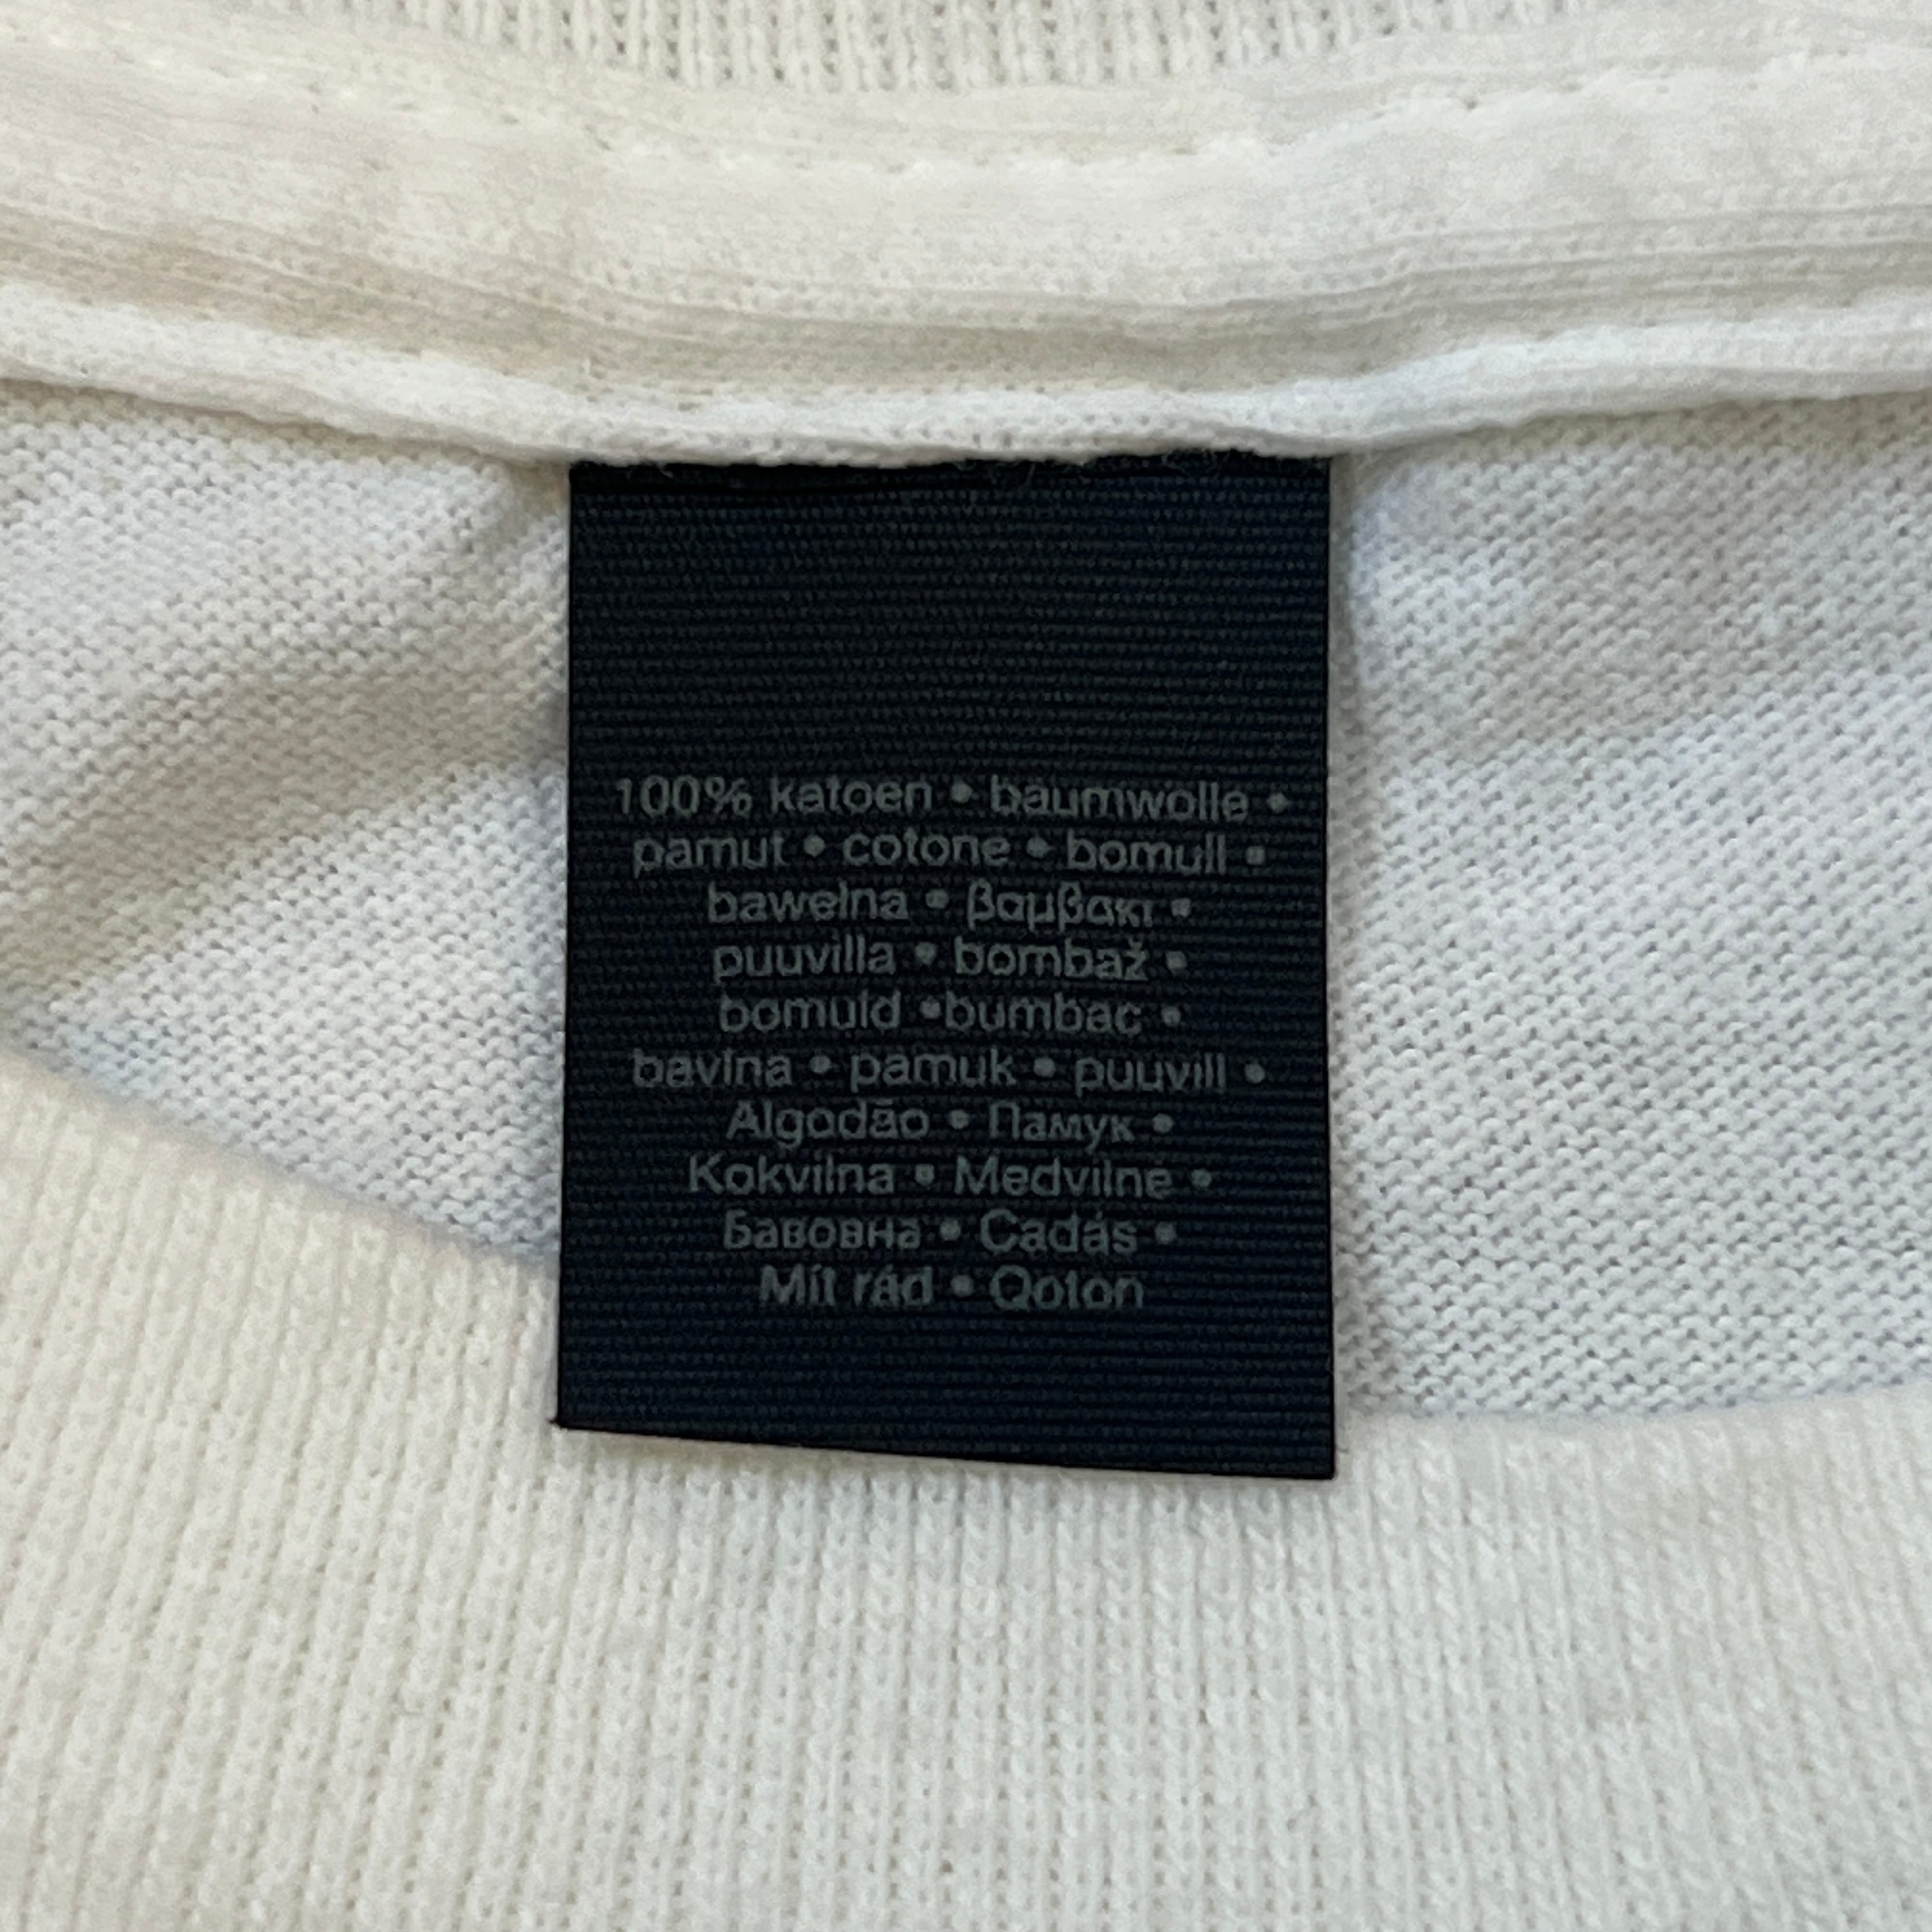 100% katoen • baumwolle •
pamut • cotone • bomull •
bawełna • βαμβακι •
puuvilla • bombaž •
bomuld •bumbac •
bavlna • pamuk • puuvill •
Algodão • Памук •
Kokvilna • Medvilne •
Бавовна • Cadás •
Mít rád • Qoton